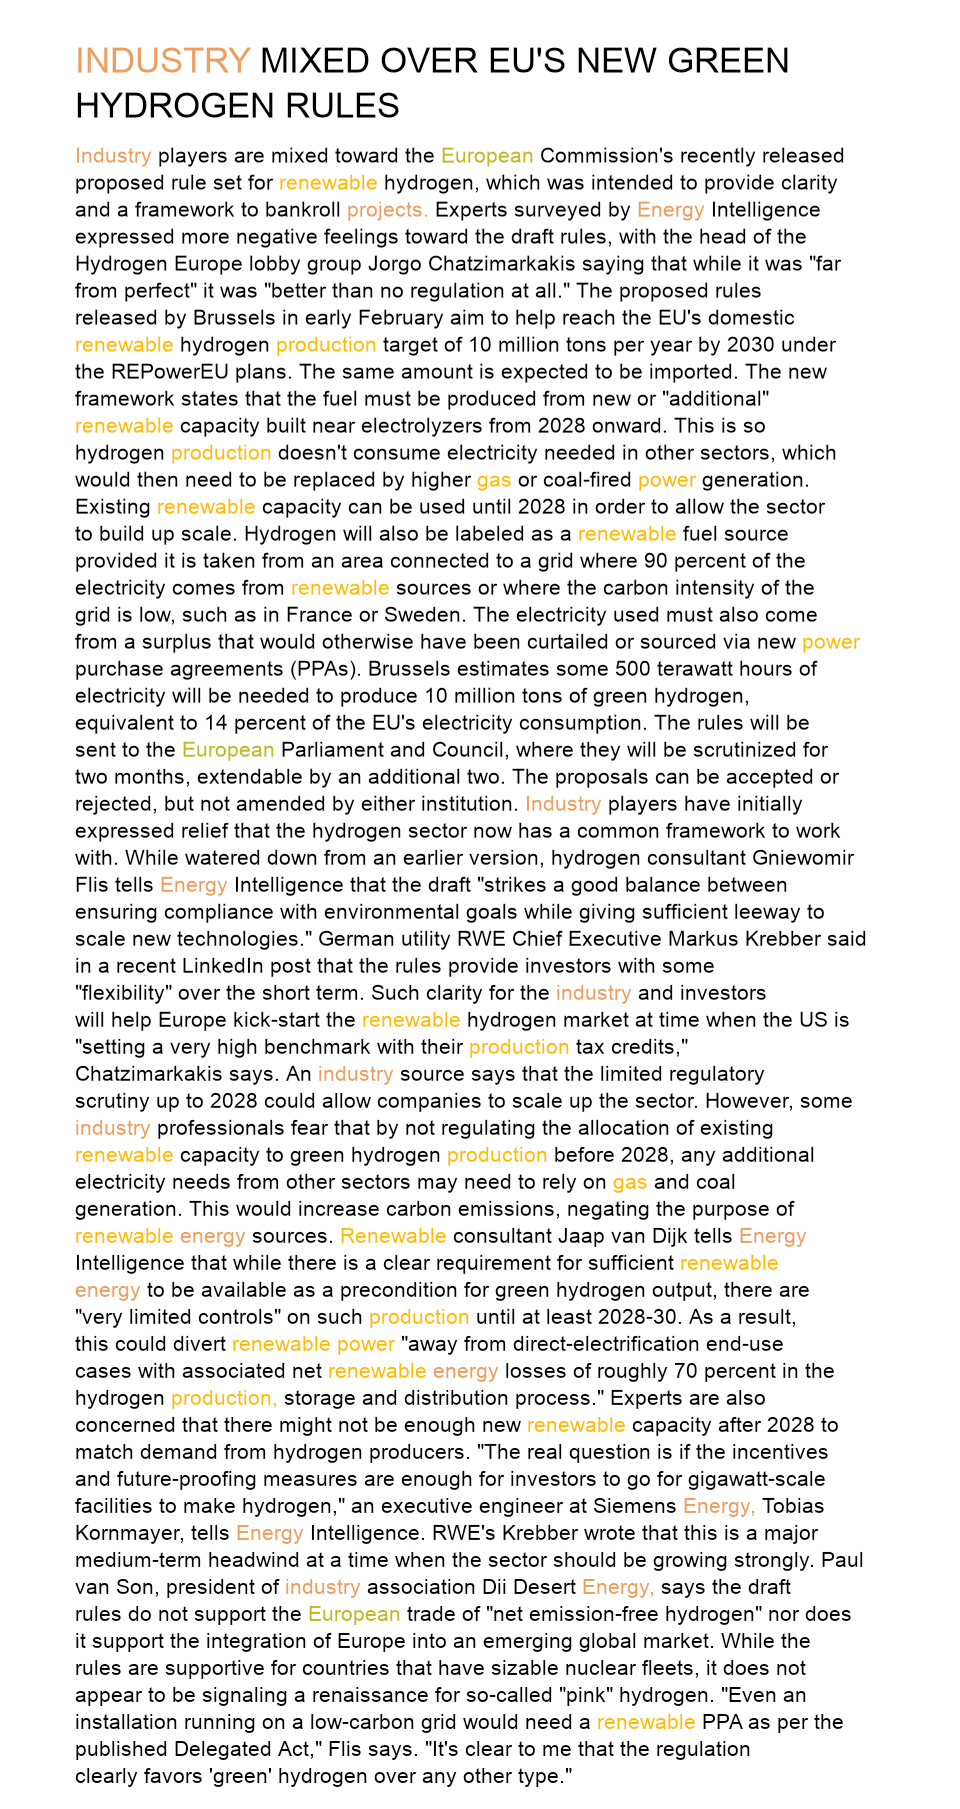 INDUSTRY MIXED OVER EU'S NEW GREEN
HYDROGEN RULES
Industry players are mixed toward the European Commission's recently released
proposed rule set for renewable hydrogen, which was intended to provide clarity
and a framework to bankroll projects. Experts surveyed by Energy Intelligence
expressed more negative feelings toward the draft rules, with the head of the
Hydrogen Europe lobby group Jorgo Chatzimarkakis saying that while it was "far
from perfect" it was "better than no regulation at all." The proposed rules
released by Brussels in early February aim to help reach the EU's domestic
renewable hydrogen production target of 10 million tons per year by 2030 under
the REPowerEU plans. The same amount is expected to be imported. The new
framework states that the fuel must be produced from new or "additional"
renewable capacity built near electrolyzers from 2028 onward. This is so
hydrogen production doesn't consume electricity needed in other sectors, which
would then need to be replaced by higher gas or coal-fired power generation.
Existing renewable capacity can be used until 2028 in order to allow the sector
to build up scale. Hydrogen will also be labeled as a renewable fuel source
provided it is taken from an area connected to a grid where 90 percent of the
electricity comes from renewable sources or where the carbon intensity of the
grid is low, such as in France or Sweden. The electricity used must also come
from a surplus that would otherwise have been curtailed or sourced via new power
purchase agreements (PPAs). Brussels estimates some 500 terawatt hours of
electricity will be needed to produce 10 million tons of green hydrogen,
equivalent to 14 percent of the EU's electricity consumption. The rules will be
sent to the European Parliament and Council, where they will be scrutinized for
two months, extendable by an additional two. The proposals can be accepted or
rejected, but not amended by either institution. Industry players have initially
expressed relief that the hydrogen sector now has a common framework to work
with. While watered down from an earlier version, hydrogen consultant Gniewomir
Flis tells Energy Intelligence that the draft "strikes a good balance between
ensuring compliance with environmental goals while giving sufficient leeway to
scale new technologies." German utility RWE Chief Executive Markus Krebber said
in a recent LinkedIn post that the rules provide investors with some
"flexibility" over the short term. Such clarity for the industry and investors
will help Europe kick-start the renewable hydrogen market at time when the US is
"setting a very high benchmark with their production tax credits,"
Chatzimarkakis says. An industry source says that the limited regulatory
scrutiny up to 2028 could allow companies to scale up the sector. However, some
industry professionals fear that by not regulating the allocation of existing
renewable capacity to green hydrogen production before 2028, any additional
electricity needs from other sectors may need to rely on gas and coal
generation. This would increase carbon emissions, negating the purpose of
renewable energy sources. Renewable consultant Jaap van Dijk tells Energy
Intelligence that while there is a clear requirement for sufficient renewable
energy to be available as a precondition for green hydrogen output, there are
"very limited controls" on such production until at least 2028-30. As a result,
this could divert renewable power "away from direct-electrification end-use
cases with associated net renewable energy losses of roughly 70 percent in the
hydrogen production, storage and distribution process." Experts are also
concerned that there might not be enough new renewable capacity after 2028 to
match demand from hydrogen producers. "The real question is if the incentives
and future-proofing measures are enough for investors to go for gigawatt-scale
facilities to make hydrogen," an executive engineer at Siemens Energy, Tobias
Kornmayer, tells Energy Intelligence. RWE's Krebber wrote that this is a major
medium-term headwind at a time when the sector should be growing strongly. Paul
van Son, president of industry association Dii Desert Energy, says the draft
rules do not support the European trade of "net emission-free hydrogen" nor does
it support the integration of Europe into an emerging global market. While the
rules are supportive for countries that have sizable nuclear fleets, it does not
appear to be signaling a renaissance for so-called "pink" hydrogen. "Even an
installation running on a low-carbon grid would need a renewable PPA as per the
published Delegated Act," Flis says. "It's clear to me that the regulation
clearly favors 'green' hydrogen over any other type."